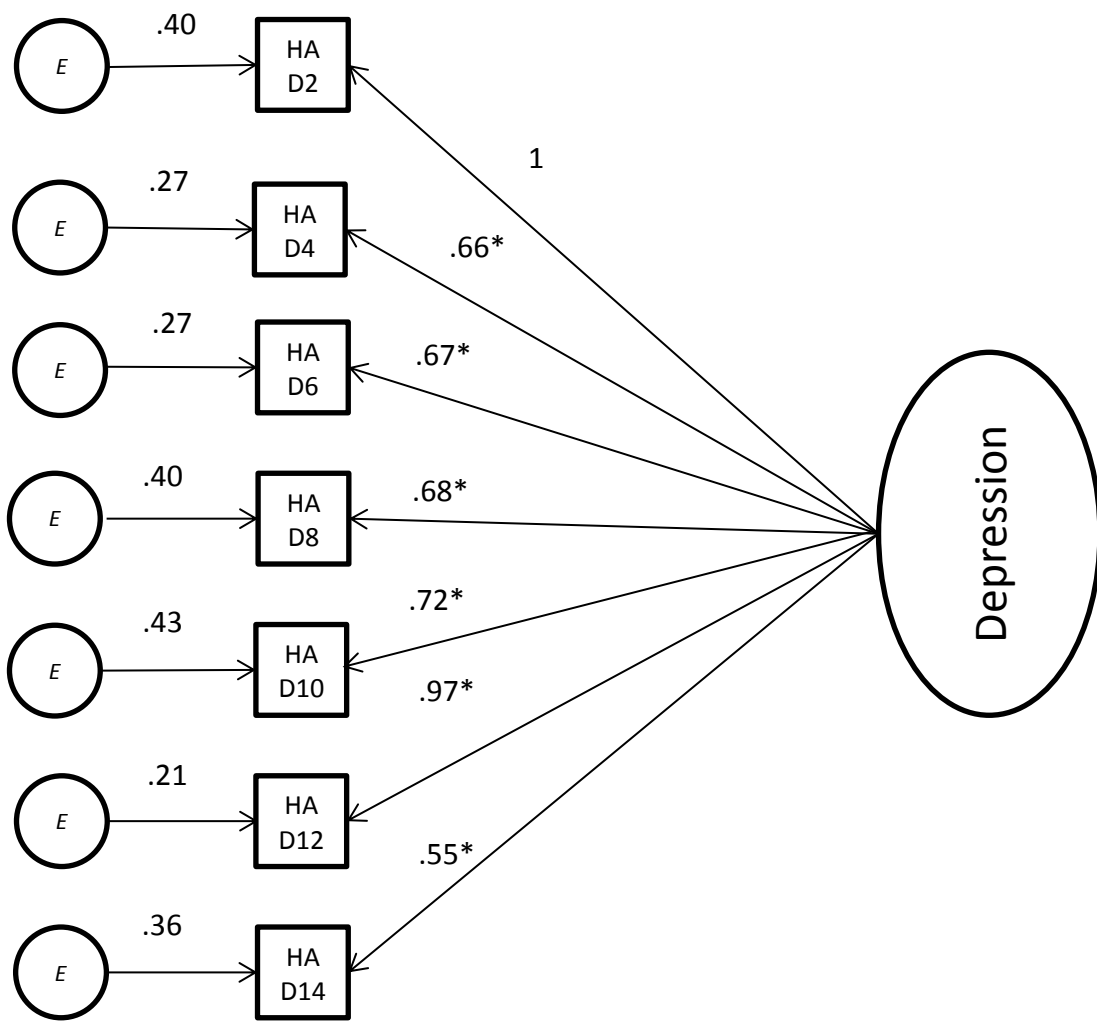 .40
E
HA
D2
1
.27
E
HA
D4
.66*
.27
E
HA
D6
.67*
.40
E
HA
D8
.68*
Depression
.43
E
HA
D10
.72*
.97*
.21
E
HA
D12
.55*
.36
E
HA
D14